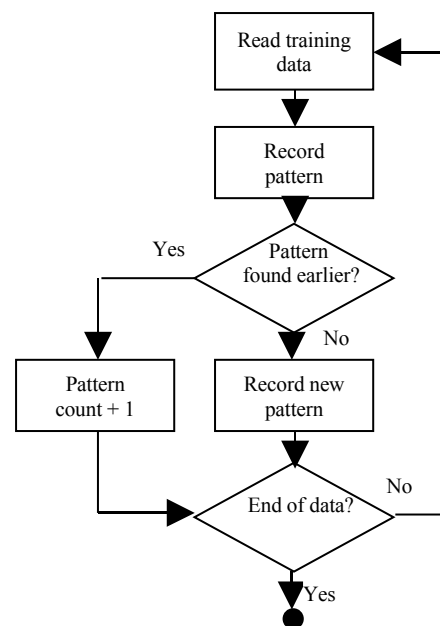 Read training
data
Record
pattern
Yes
Pattern
found earlier?
No
Pattern
count + 1
Record new
pattern
End of data?
No
Yes